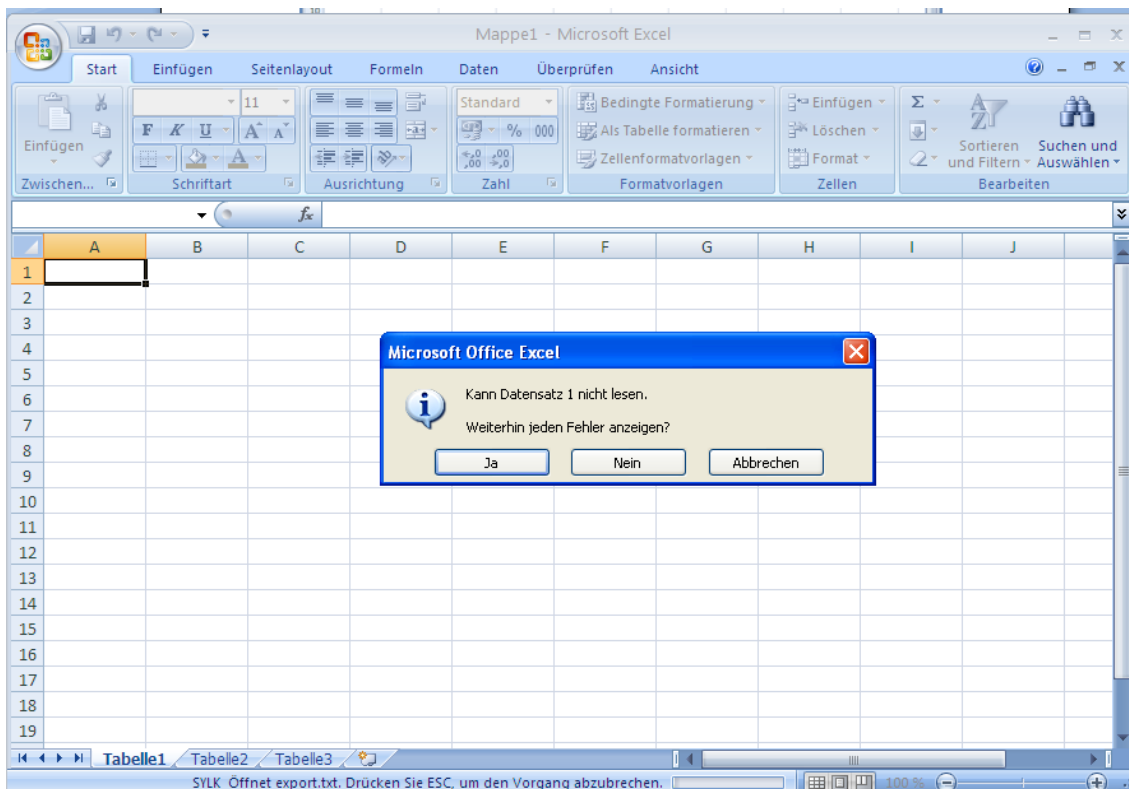 Mappe1 - Microsoft Excel
Start Einfügen Seitenlayout Formeln Daten Überprüfen Ansicht
Einfügen
Zwischen...
11
F K U A A
A
Schriftart
Ausrichtung
Standard
% 000
,00 ,00
,00 ,0
Zahl
Bedingte Formatierung
Als Tabelle formatieren
Zellenformatvorlagen
Formatvorlagen
Einfügen
Löschen
Format
Zellen
Σ
A
Z
Sortieren
und Filtern
Suchen und
Auswählen
Bearbeiten
fx
A B C D E F G H I J
1
2
3
4
5
6
7
8
9
10
11
12
13
14
15
16
17
18
19
Microsoft Office Excel
Kann Datensatz 1 nicht lesen.
Weiterhin jeden Fehler anzeigen?
Ja Nein Abbrechen
Tabelle1 Tabelle2 Tabelle3
SYLK Öffnet export.txt. Drücken Sie ESC, um den Vorgang abzubrechen. 100 %